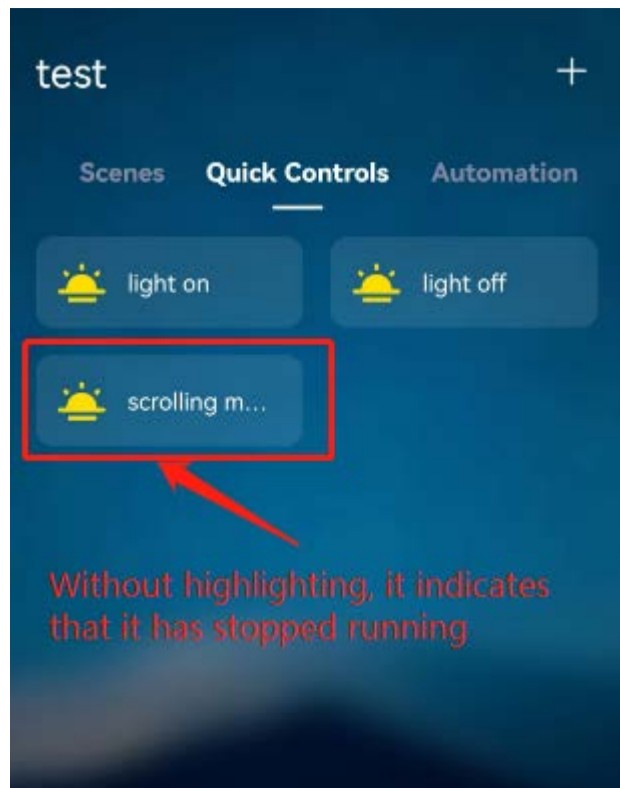 test
Scenes Quick Controls Automation
light on light off
scrolling m...
Without highlighting, it indicates
that it has stopped running